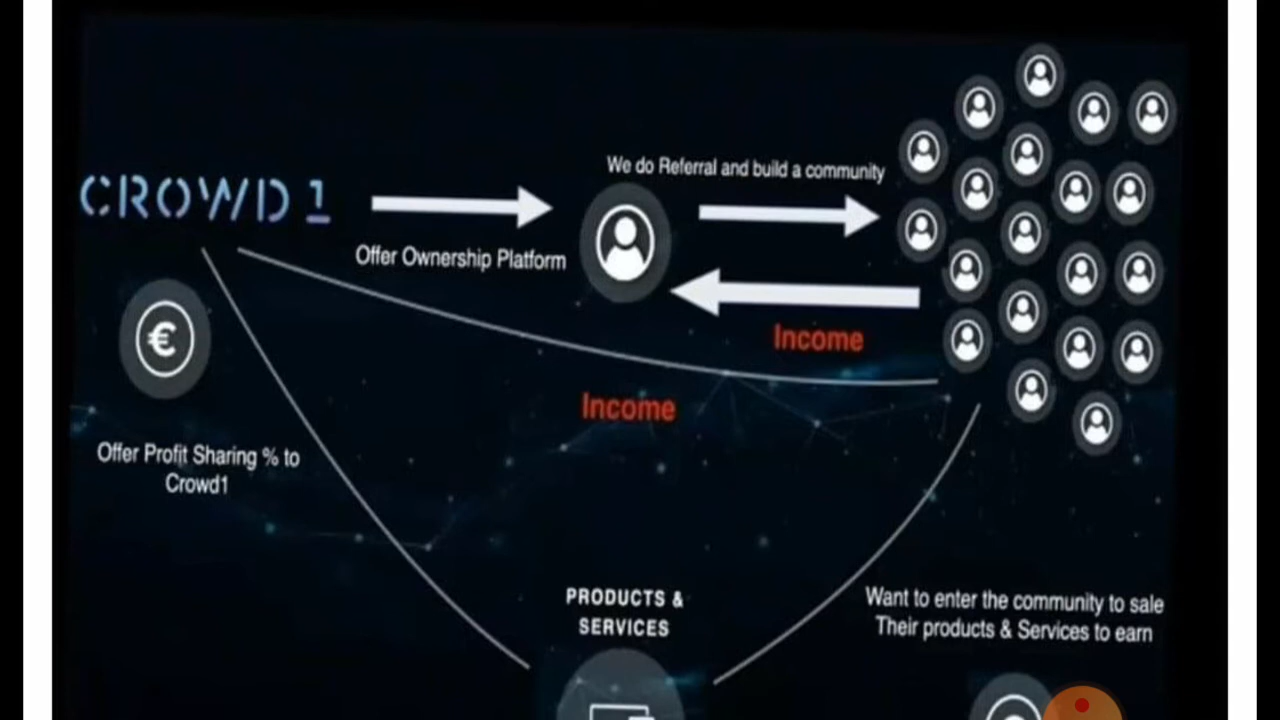 We do Referral and build a community
CROWD1
Offer Ownership Platform
€
Income
Income
Offer Profit Sharing % to
Crowd1
PRODUCTS &
SERVICES
Want to enter the community to sale
Their products & Services to earn